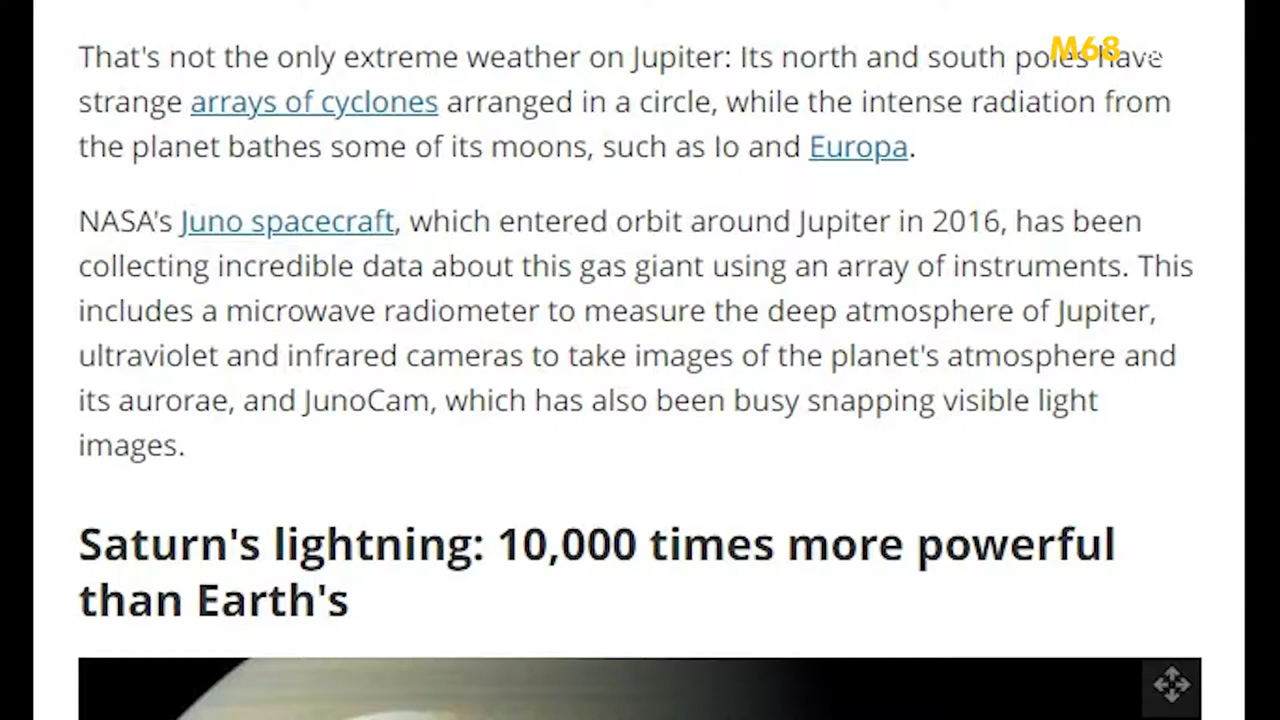 That's not the only extreme weather on Jupiter: Its north and south poles have
M68
strange arrays of cyclones arranged in a circle, while the intense radiation from
the planet bathes some of its moons, such as Io and Europa.
NASA's Juno spacecraft, which entered orbit around Jupiter in 2016, has been
collecting incredible data about this gas giant using an array of instruments. This
includes a microwave radiometer to measure the deep atmosphere of Jupiter,
ultraviolet and infrared cameras to take images of the planet's atmosphere and
its aurorae, and JunoCam, which has also been busy snapping visible light
images.
Saturn's lightning: 10,000 times more powerful
than Earth's